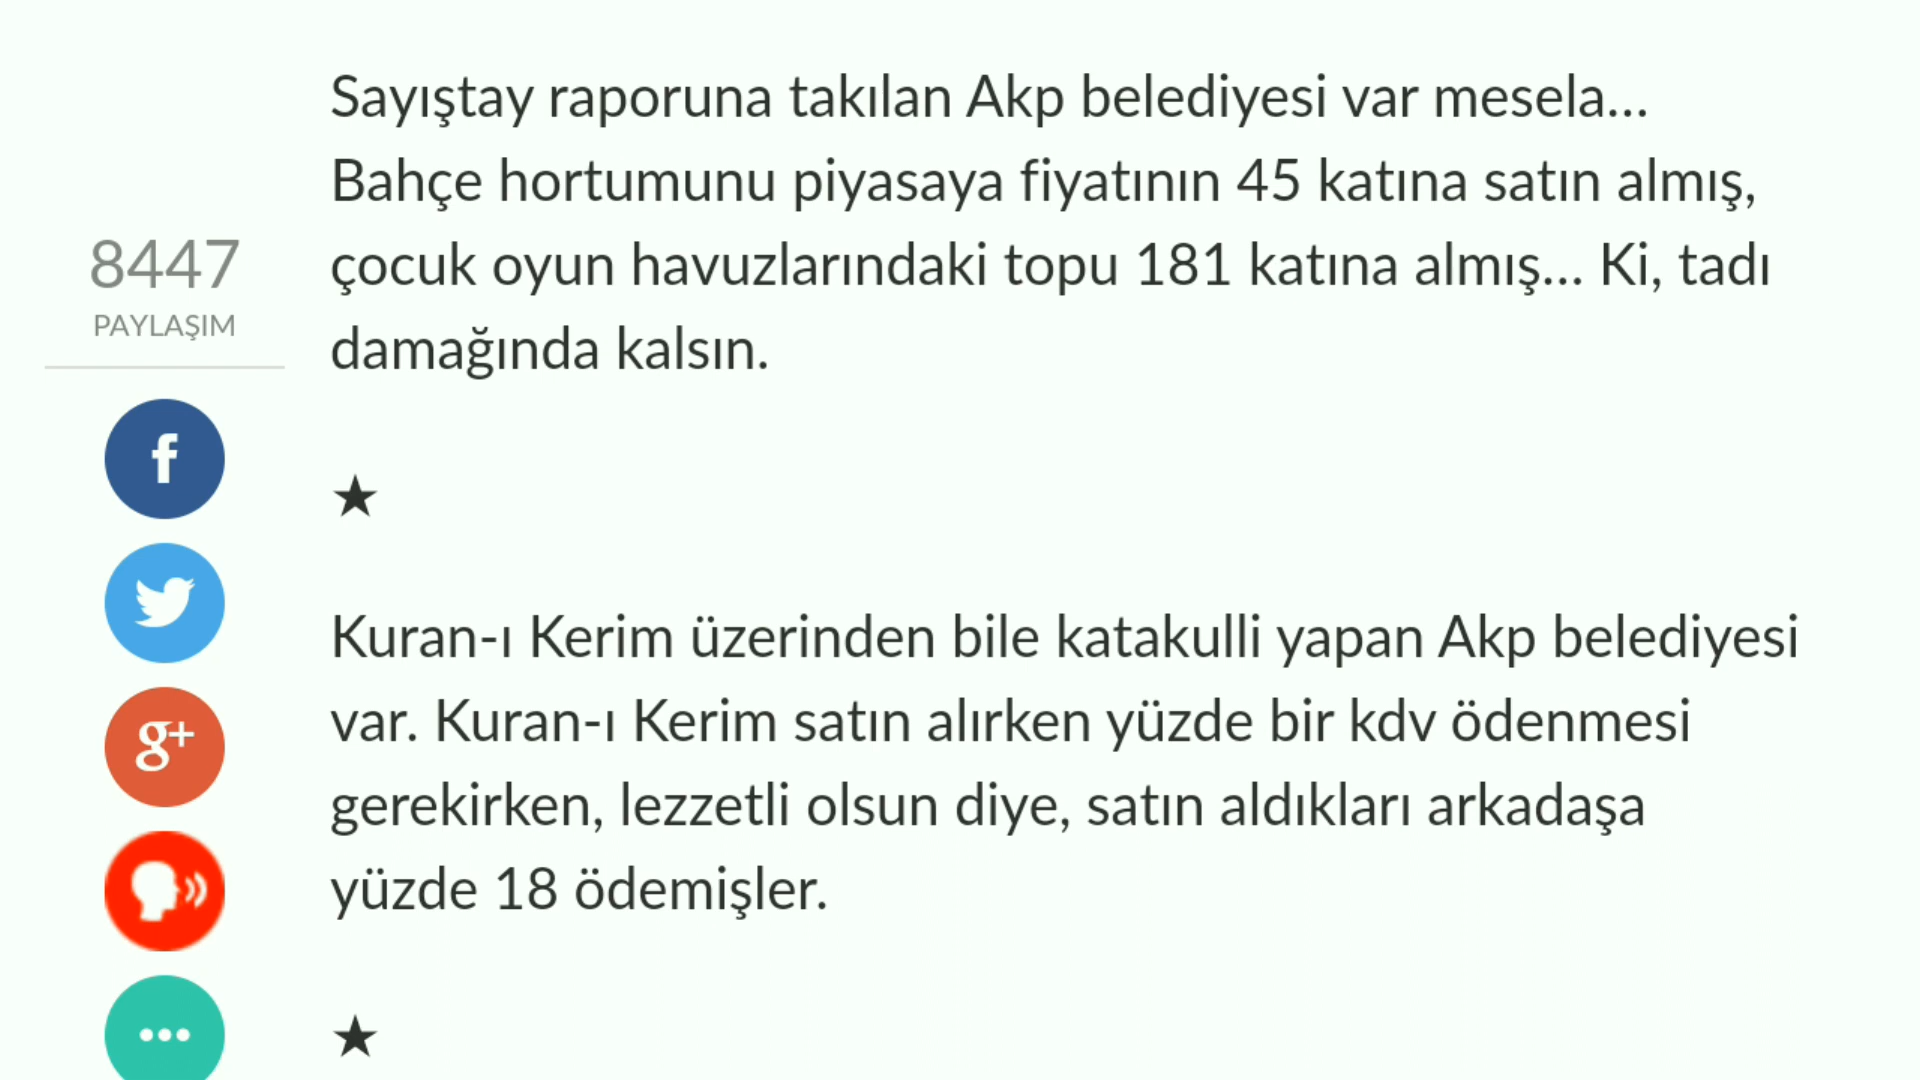 Sayıştay raporuna takılan Akp belediyesi var mesela...
Bahçe hortumunu piyasaya fiyatının 45 katına satın almış,
çocuk oyun havuzlarındaki topu 181 katına almış... Ki, tadı
damağında kalsın.
★
Kuran-ı Kerim üzerinden bile katakulli yapan Akp belediyesi
var. Kuran-ı Kerim satın alırken yüzde bir kdv ödenmesi
gerekirken, lezzetli olsun diye, satın aldıkları arkadaşa
yüzde 18 ödemişler.
★
8447
PAYLAŞIM
f
g+